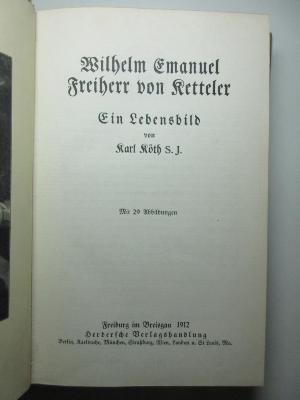 Wilhelm Emanuel
Freiherr von Ketteler
Ein Lebensbild
von
Karl Köth S. J.
Mit 29 Abbildungen
Freiburg im Breisgau 1912
Herdersche Verlagshandlung
Berlin, Karlsruhe, München, Straßburg, Wien, London u. St Louis, Mo.